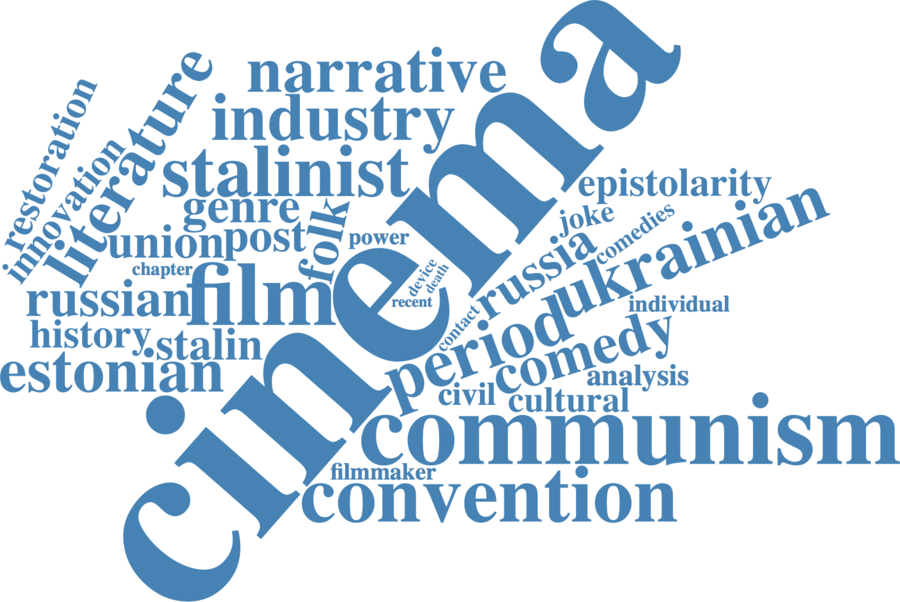 cinema
narrative
industry
literature
restoration
innovation
stalinist
genre
folk
union
post
power
chapter
film
device
death
recent
russian
history
stalin
estonian
epistolarity
joke
comedies
russia
ukrainian
individual
contact
period
comedy
analysis
civil
cultural
communism
filmmaker
convention